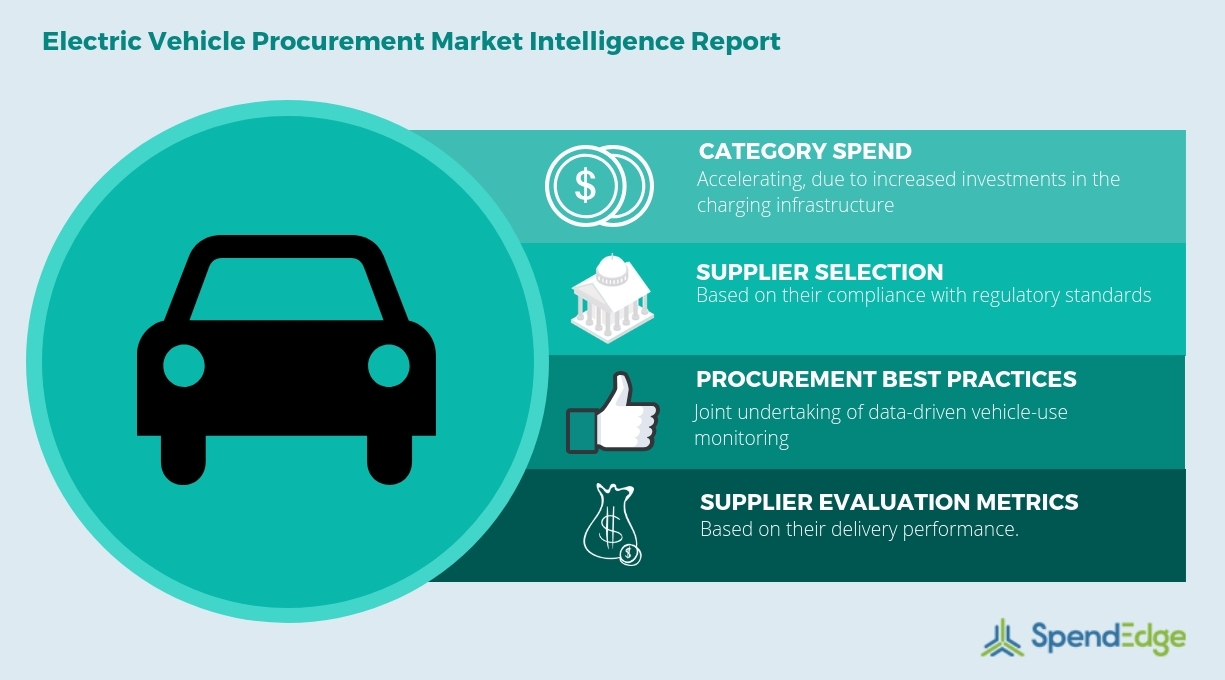 Electric Vehicle Procurement Market Intelligence Report
$
CATEGORY SPEND
Accelerating, due to increased investments in the
charging infrastructure
SUPPLIER SELECTION
Based on their compliance with regulatory standards
PROCUREMENT BEST PRACTICES
Joint undertaking of data-driven vehicle-use
monitoring
$
$
SUPPLIER EVALUATION METRICS
Based on their delivery performance.
SpendEdge